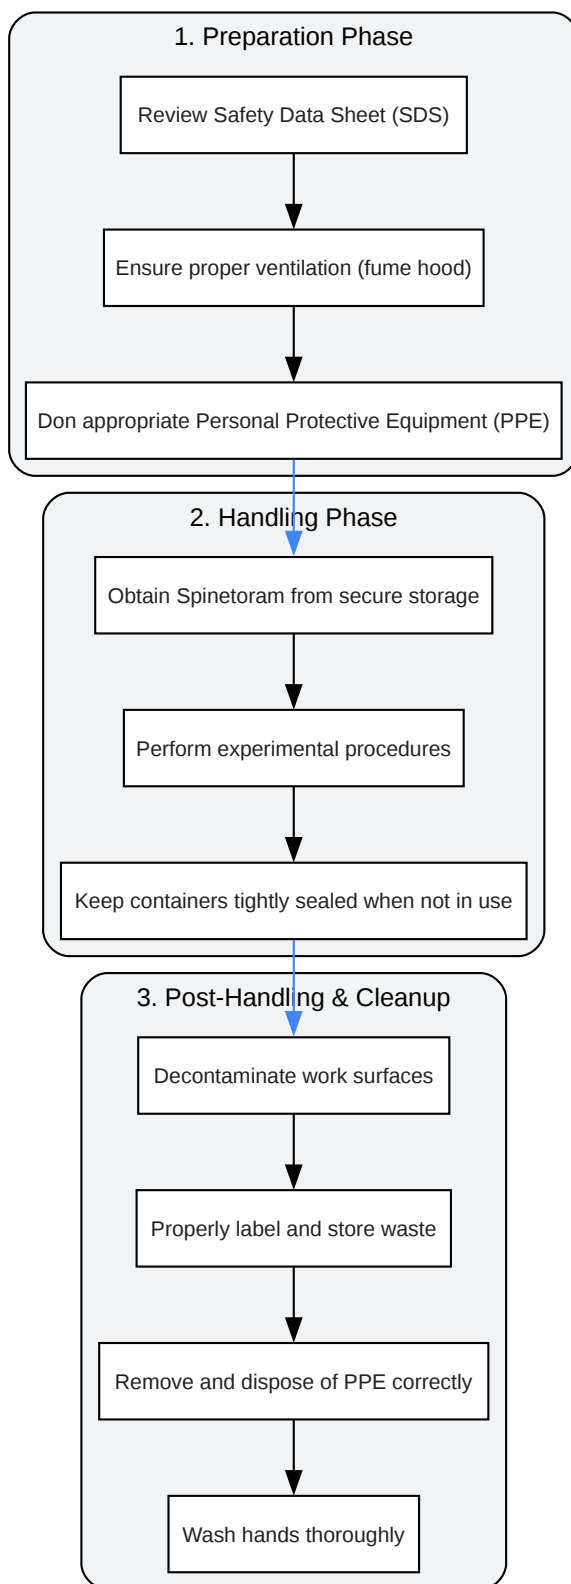 1. Preparation Phase
Review Safety Data Sheet (SDS)
Ensure proper ventilation (fume hood)
Don appropriate Personal Protective Equipment (PPE)
2. Handling Phase
Obtain Spinetoram from secure storage
Perform experimental procedures
Keep containers tightly sealed when not in use
3. Post-Handling & Cleanup
Decontaminate work surfaces
Properly label and store waste
Remove and dispose of PPE correctly
Wash hands thoroughly